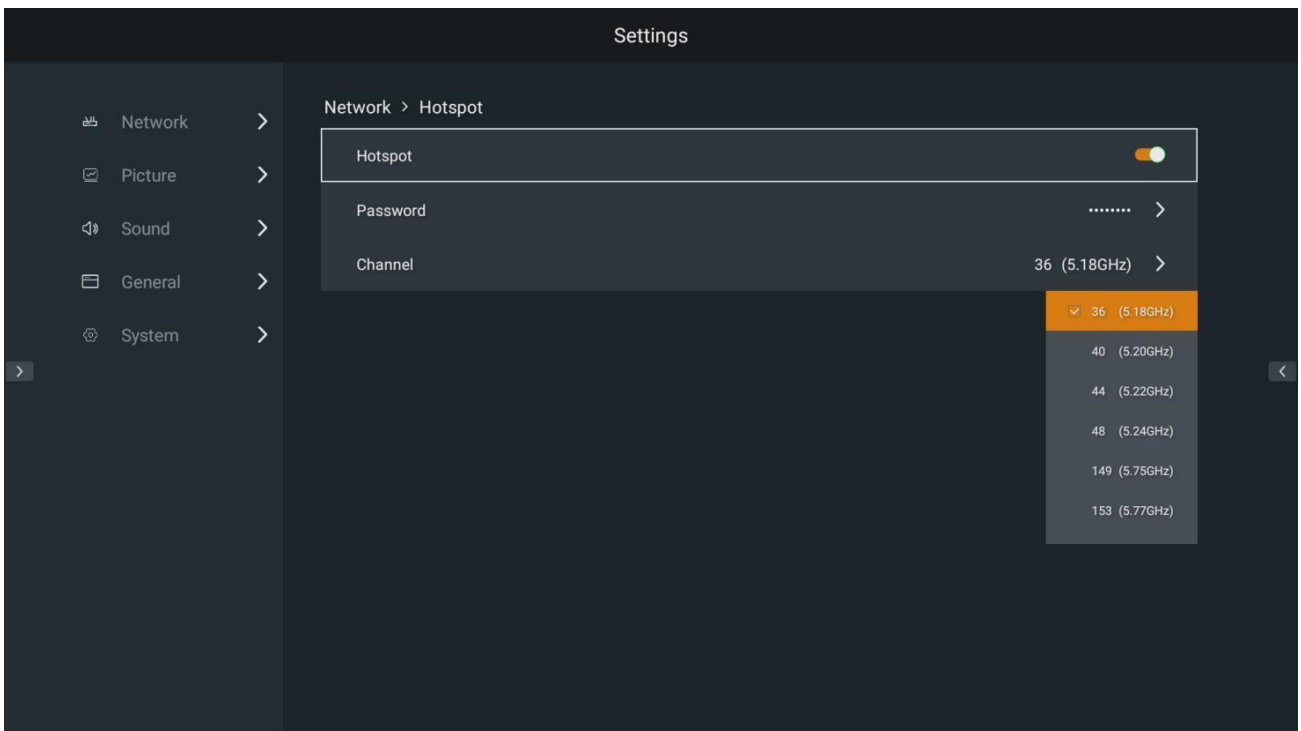 Settings
Network
Picture
Sound
General
System
Network > Hotspot
Hotspot
Password ········
Channel 36 (5.18GHz)
36 (5.18GHz)
40 (5.20GHz)
44 (5.22GHz)
48 (5.24GHz)
149 (5.75GHz)
153 (5.77GHz)